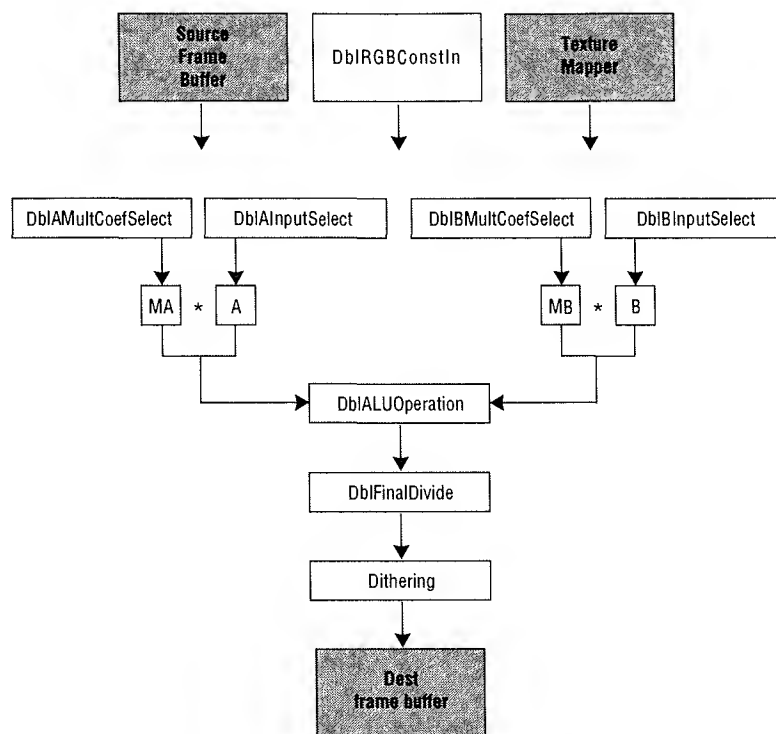 Source
Frame
Buffer
DblRGBConstIn
Texture
Mapper
DblAMultCoefSelect
DblAInputSelect
DblBMultCoefSelect
DblBInputSelect
MA * A
MB * B
DblALUOperation
DblFinalDivide
Dithering
Dest
frame buffer